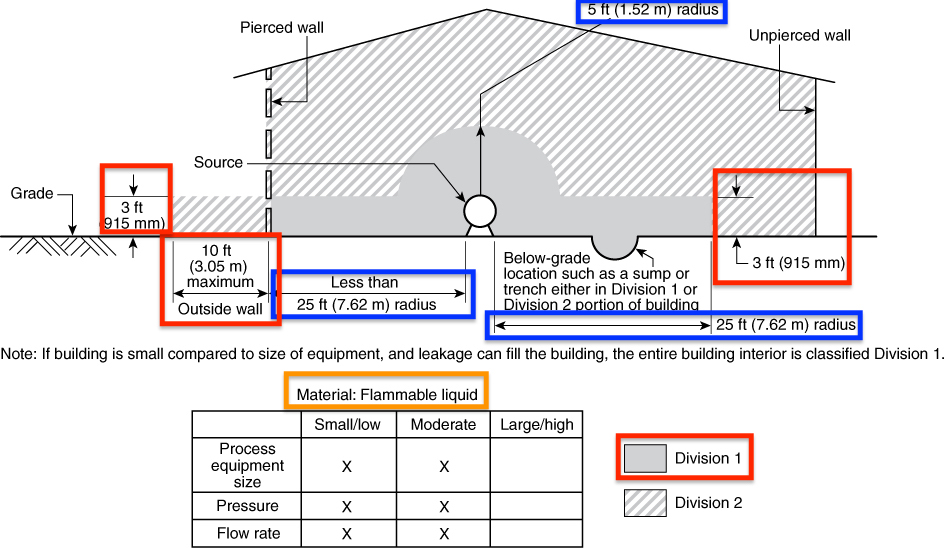 5 ft (1.52 m) radius
Pierced wall
Unpierced wall
Source
Grade
3 ft
(915 mm)
10 ft
(3.05 m)
maximum
Outside wall
Less than
25 ft (7.62 m) radius
Below-grade
location such as a sump or
trench either in Division 1 or
Division 2 portion of building
3 ft (915 mm)
25 ft (7.62 m) radius
Note: If building is small compared to size of equipment, and leakage can fill the building, the entire building interior is classified Division 1.
Material: Flammable liquid
Small/low Moderate Large/high
Process
equipment
size
X X
Pressure X X
Flow rate X X
Division 1
Division 2